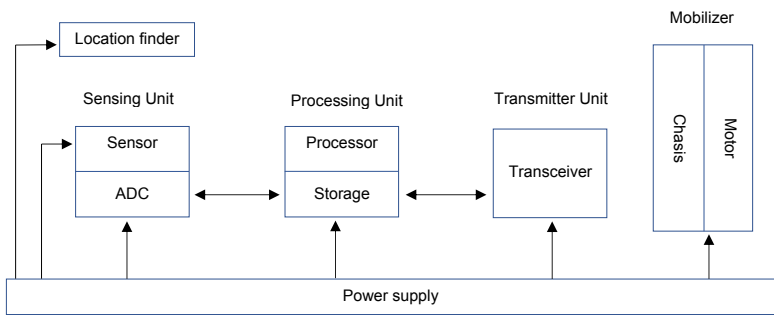 Mobilizer
Location finder
Sensing Unit
Processing Unit
Transmitter Unit
Sensor
Processor
Transceiver
Chasis
Motor
ADC
Storage
Power supply